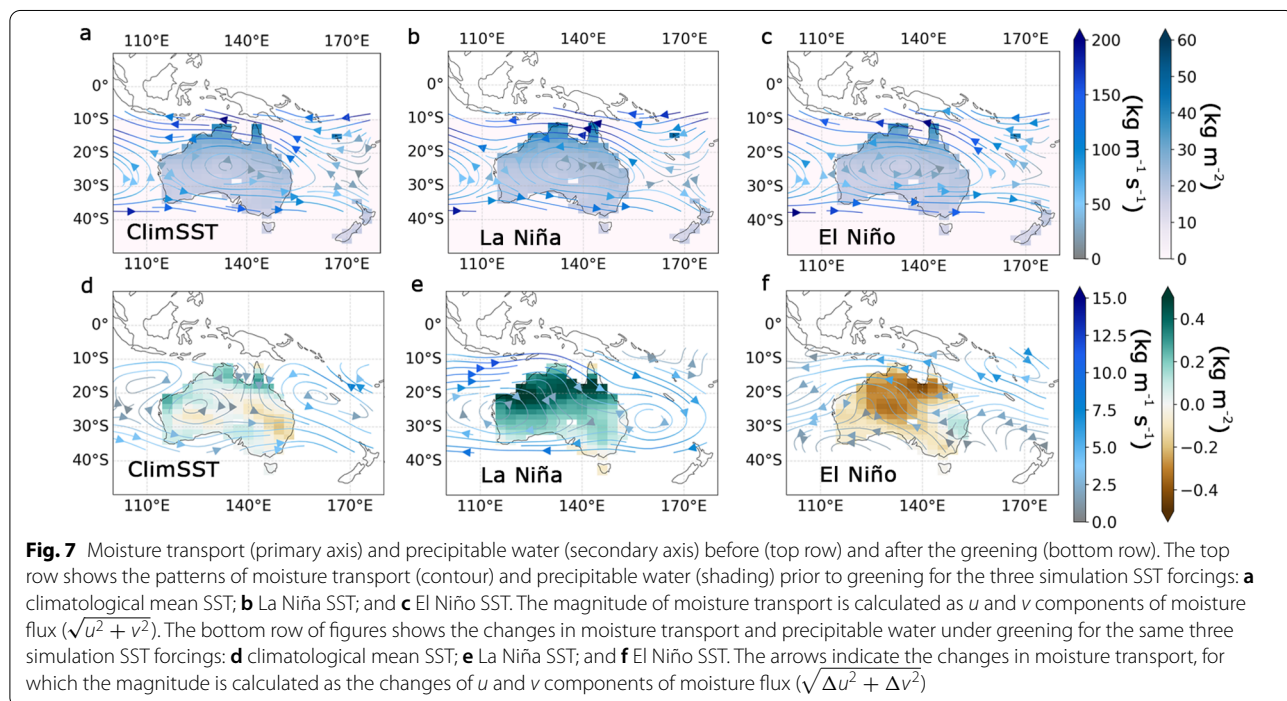 a
b
c
110°E 140°E 170°E 110°E 140°E 170°E 110°E 140°E 170°E
0° 0° 0°
10°S 10°S 10°S
20°S 20°S 20°S
30°S 30°S 30°S
40°S 40°S 40°S
ClimSST La Niña El Niño
110°E 140°E 170°E 110°E 140°E 170°E 110°E 140°E 170°E
200
150
100
50
0
(kg m⁻¹ s⁻¹)
60
50
40
30
20
10
0
(kg m⁻²)
d
e
f
0° 0° 0°
10°S 10°S 10°S
20°S 20°S 20°S
30°S 30°S 30°S
40°S 40°S 40°S
ClimSST La Niña El Niño
110°E 140°E 170°E 110°E 140°E 170°E 110°E 140°E 170°E
15.0
12.5
10.0
7.5
5.0
2.5
0.0
(kg m⁻¹ s⁻¹)
0.4
0.2
0.0
−0.2
−0.4
(kg m⁻²)
Fig. 7 Moisture transport (primary axis) and precipitable water (secondary axis) before (top row) and after the greening (bottom row). The top
row shows the patterns of moisture transport (contour) and precipitable water (shading) prior to greening for the three simulation SST forcings: a
climatological mean SST; b La Niña SST; and c El Niño SST. The magnitude of moisture transport is calculated as u and v components of moisture
flux (√u² + v²). The bottom row of figures shows the changes in moisture transport and precipitable water under greening for the same three
simulation SST forcings: d climatological mean SST; e La Niña SST; and f El Niño SST. The arrows indicate the changes in moisture transport, for
which the magnitude is calculated as the changes of u and v components of moisture flux (√Δu² + Δv²)